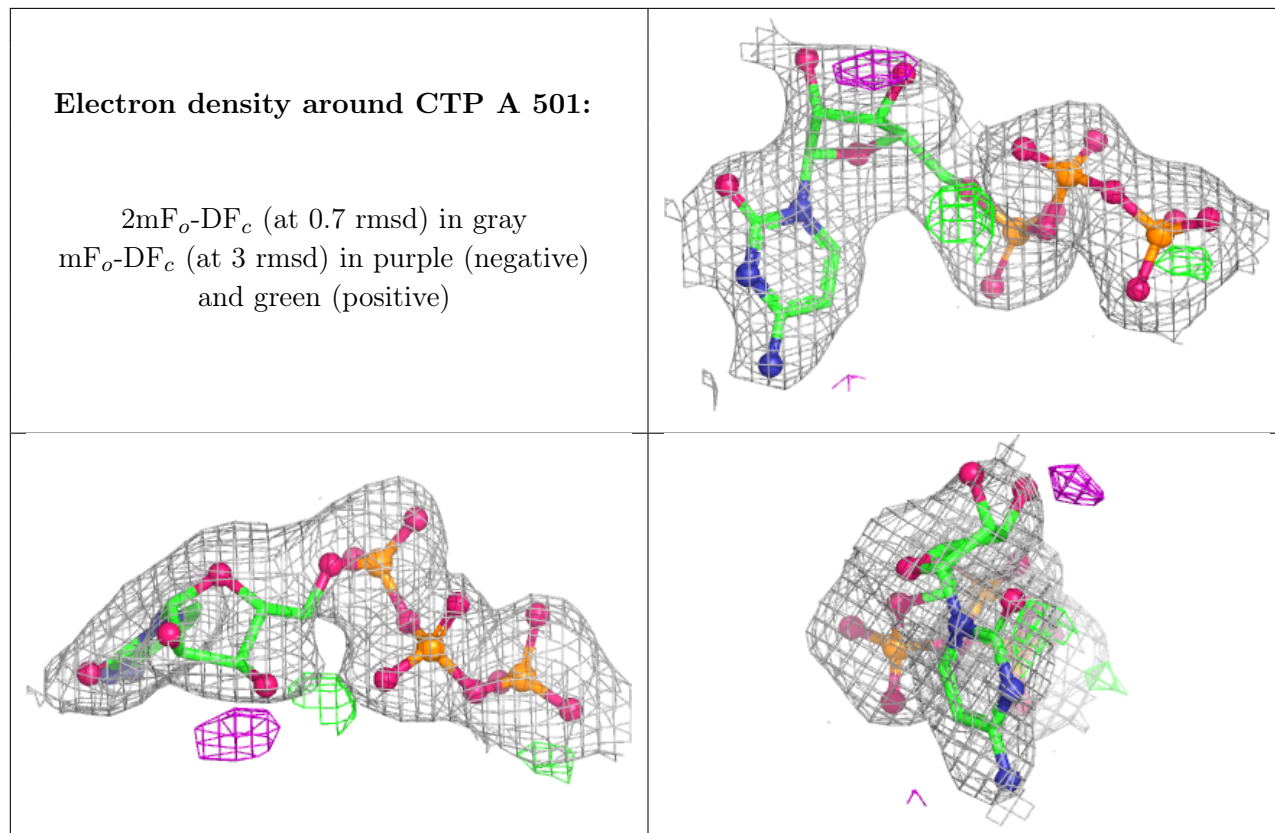 Electron density around CTP A 501:
2mFo-DFc (at 0.7 rmsd) in gray
mFo-DFc (at 3 rmsd) in purple (negative)
and green (positive)